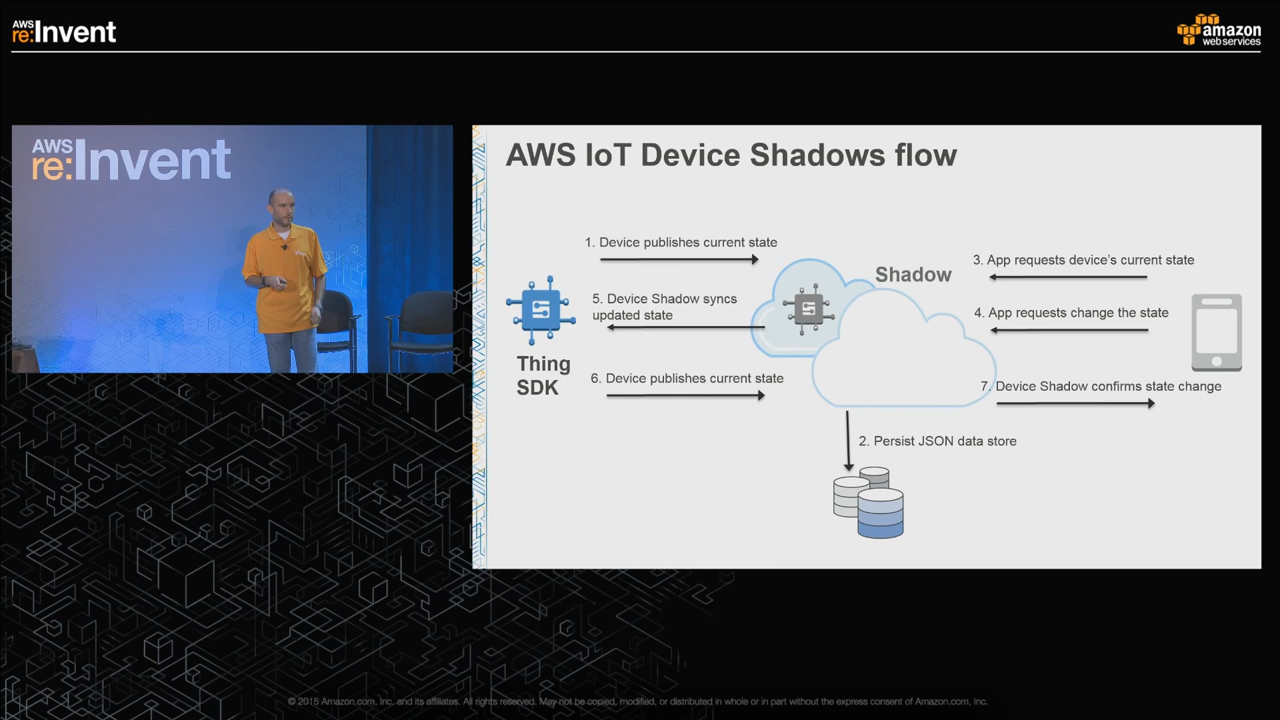 AWS
re:Invent
amazon
webservices
AWS
re:Invent
AWS IoT Device Shadows flow
1. Device publishes current state
Shadow
3. App requests device's current state
5. Device Shadow syncs
updated state
4. App requests change the state
Thing
SDK
6. Device publishes current state
7. Device Shadow confirms state change
2. Persist JSON data store
© 2015 Amazon.com, Inc. and its affiliates. All rights reserved. May not be copied, modified, or distributed in whole or in part without the express consent of Amazon.com, Inc.